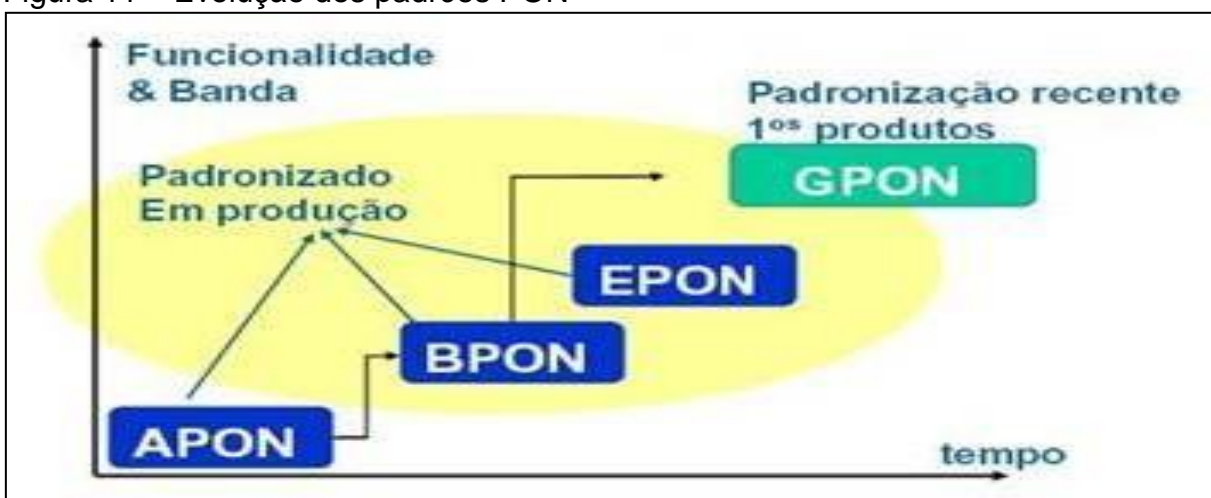 Funcionalidade
& Banda
Padronização recente
1os produtos
GPON
Padronizado
Em produção
EPON
BPON
APON
tempo